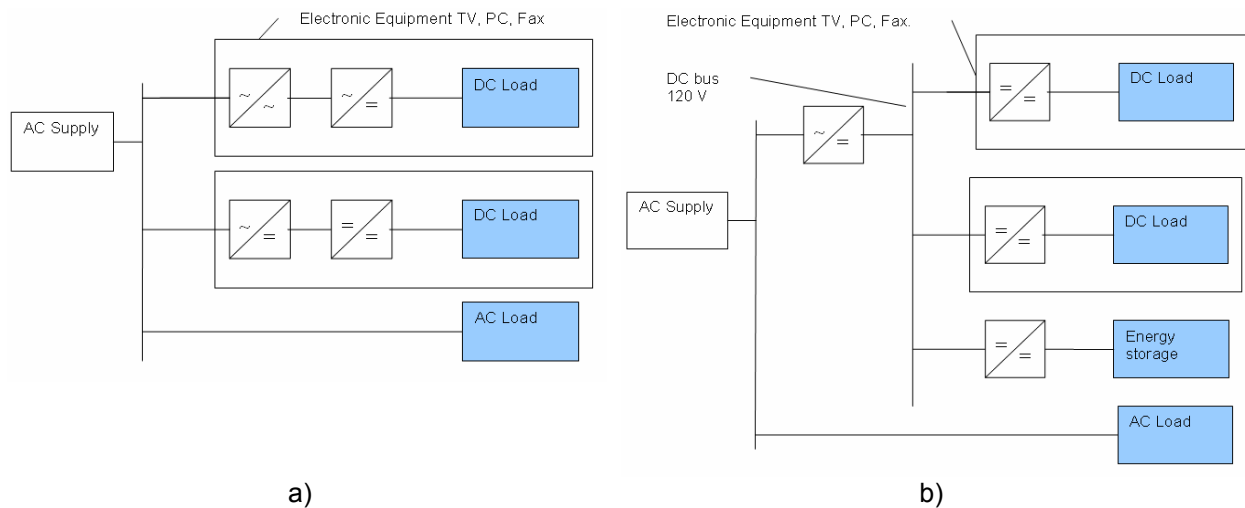 Electronic Equipment TV, PC, Fax
~
~
~
=
DC Load
AC Supply
~
=
=
=
DC Load
AC Load
a)
Electronic Equipment TV, PC, Fax.
DC bus
120 V
=
=
DC Load
~
=
AC Supply
=
=
DC Load
=
=
Energy
storage
AC Load
b)